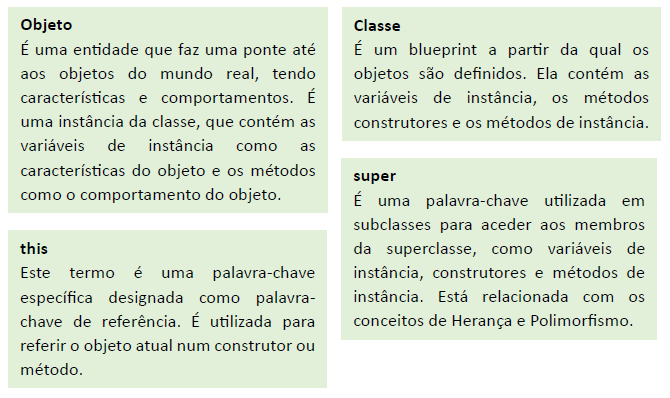 Objeto
É uma entidade que faz uma ponte até
aos objetos do mundo real, tendo
características e comportamentos. É
uma instância da classe, que contém as
variáveis de instância como as
características do objeto e os métodos
como o comportamento do objeto.
this
Este termo é uma palavra-chave
específica designada como palavra-
chave de referência. É utilizada para
referir o objeto atual num construtor ou
método.
Classe
É um blueprint a partir da qual os
objetos são definidos. Ela contém as
variáveis de instância, os métodos
construtores e os métodos de instância.
super
É uma palavra-chave utilizada em
subclasses para aceder aos membros
da superclasse, como variáveis de
instância, construtores e métodos de
instância. Está relacionada com os
conceitos de Herança e Polimorfismo.